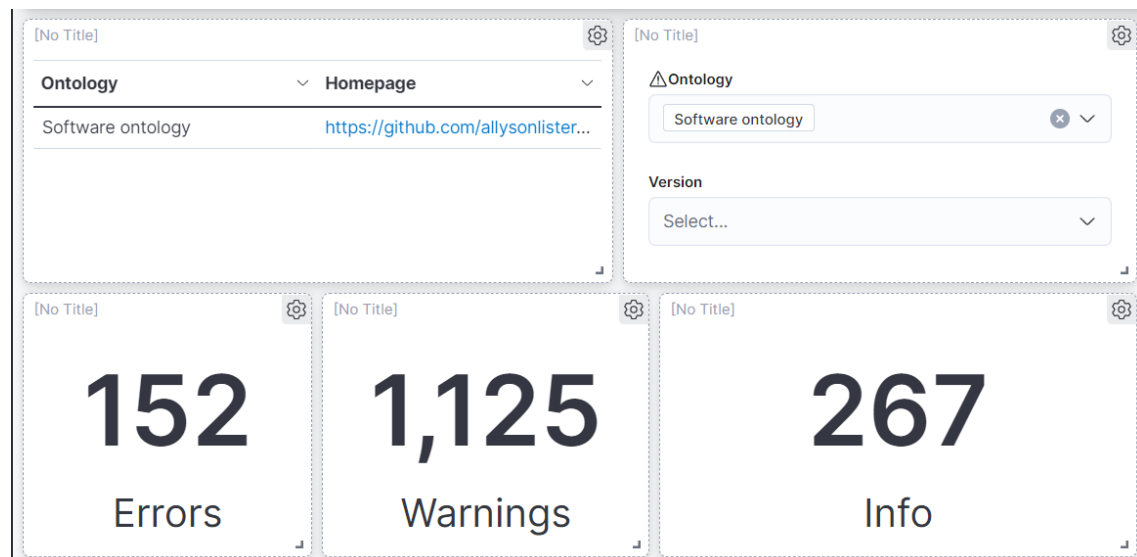 [No Title]
Ontology Homepage
Software ontology https://github.com/allysonlister...
[No Title]
Ontology
Software ontology
Version
Select...
[No Title]
152
Errors
[No Title]
1,125
Warnings
[No Title]
267
Info